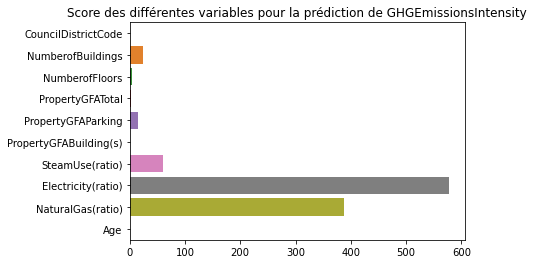 Score des différentes variables pour la prédiction de GHGEmissionsIntensity
CouncilDistrictCode
NumberofBuildings
NumberofFloors
PropertyGFATotal
PropertyGFAParking
PropertyGFABuilding(s)
SteamUse(ratio)
Electricity(ratio)
NaturalGas(ratio)
Age
0 100 200 300 400 500 600